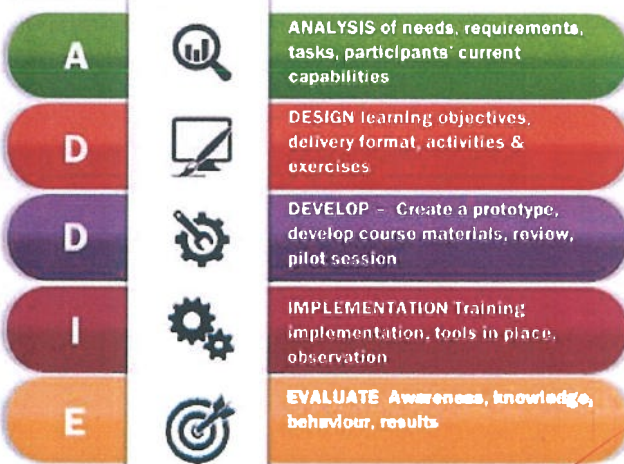 A
ANALYSIS of needs, requirements,
tasks, participants' current
capabilities
D
DESIGN learning objectives,
delivery format, activities &
exercises
D
DEVELOP – Create a prototype,
develop course materials, review,
pilot session
I
IMPLEMENTATION Training
implementation, tools in place,
observation
E
EVALUATE Awareness, knowledge,
behaviour, results